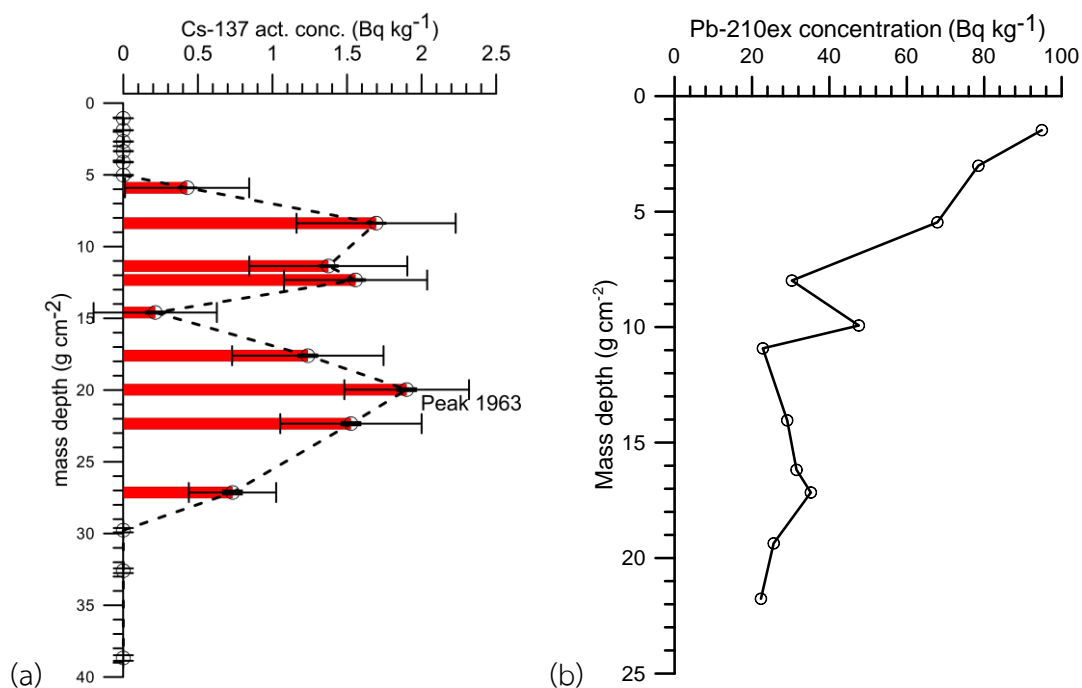 Cs-137 act. conc. (Bq kg-1)
0 0.5 1 1.5 2 2.5
0
5
10
15
20
25
30
35
40
mass depth (g cm-2)
Peak 1963
(a)
Pb-210ex concentration (Bq kg-1)
0 20 40 60 80 100
0
5
10
15
20
25
Mass depth (g cm-2)
(b)